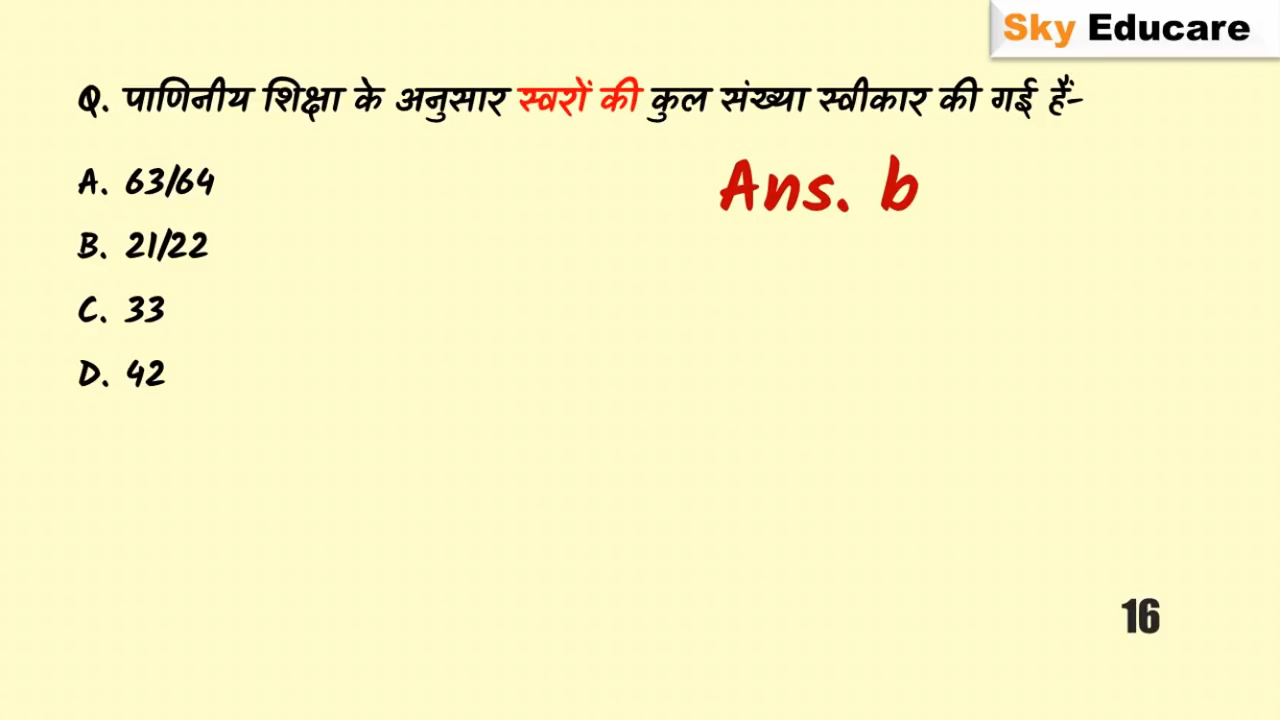 Sky Educare
Q. पाणिनीय शिक्षा के अनुसार स्वरों की कुल संख्या स्वीकार की गई हैं-
A. 63/64
Ans. b
B. 21/22
C. 33
D. 42
16